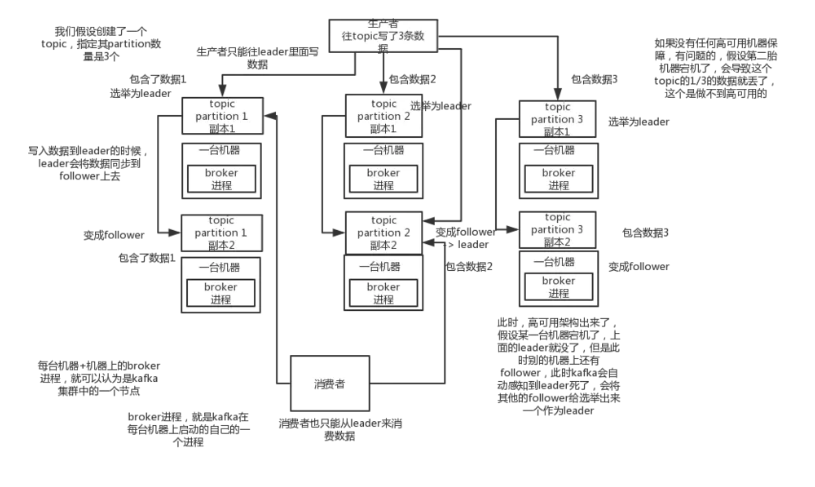 我们假设创建了一个
topic，指定其partition数
量是3个
生产者
往topic写了3条数
据
生产者只能往leader里面写
数据
如果没有任何高可用机器保
障，有问题的，假设第二胎
机器宕机了，会导致这个
topic的1/3的数据就丢了，
这个是做不到高可用的
包含了数据1
选举为leader
包含数据2
选举为leader
包含数据3
选举为leader
topic
partition 1
副本1
topic
partition 2
副本1
topic
partition 3
副本1
写入数据到leader的时候，
leader会将数据同步到
follower上去
一台机器
broker
进程
一台机器
broker
进程
一台机器
broker
进程
变成follower
包含了数据1
topic
partition 1
副本2
topic
partition 2
副本2
变成follower
-> leader
包含数据2
topic
partition 3
副本2
包含数据3
变成follower
一台机器
broker
进程
一台机器
broker
进程
一台机器
broker
进程
此时，高可用架构出来了，
假设某一台机器宕机了，上
面的leader就没了，但是此
时别的机器上还有
follower，此时kafka会自
动感知到leader死了，会将
其他的follower给选举出来
一个作为leader
每台机器+机器上的broker
进程，就可以认为是kafka
集群中的一个节点
消费者
broker进程，就是kafka在
每台机器上启动的自己的一
个进程
消费者也只能从leader来消
费数据